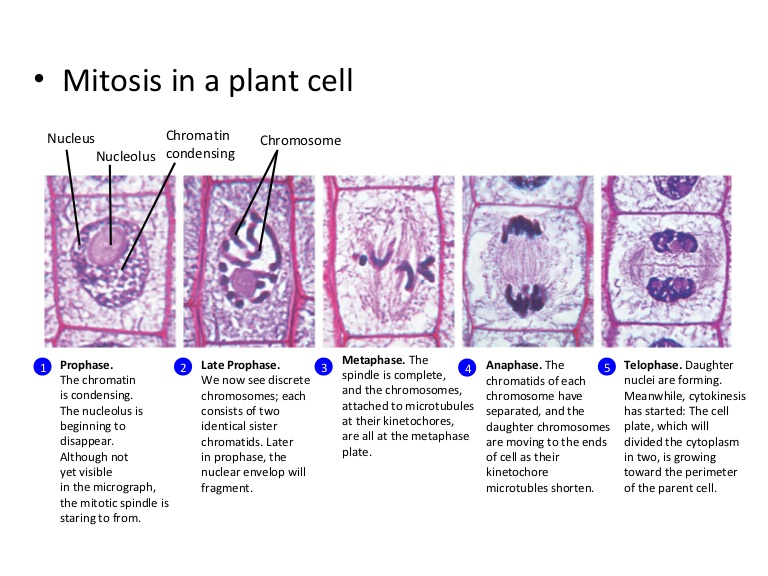 • Mitosis in a plant cell
Nucleus
Nucleolus
Chromatin
condensing
Chromosome
1 Prophase.
The chromatin
is condensing.
The nucleolus is
beginning to
disappear.
Although not
yet visible
in the micrograph,
the mitotic spindle is
staring to from.
2 Late Prophase.
We now see discrete
chromosomes; each
consists of two
identical sister
chromatids. Later
in prophase, the
nuclear envelop will
fragment.
3 Metaphase. The
spindle is complete,
and the chromosomes,
attached to microtubules
at their kinetochores,
are all at the metaphase
plate.
4 Anaphase. The
chromatids of each
chromosome have
separated, and the
daughter chromosomes
are moving to the ends
of cell as their
kinetochore
microtubles shorten.
5 Telophase. Daughter
nuclei are forming.
Meanwhile, cytokinesis
has started: The cell
plate, which will
divided the cytoplasm
in two, is growing
toward the perimeter
of the parent cell.